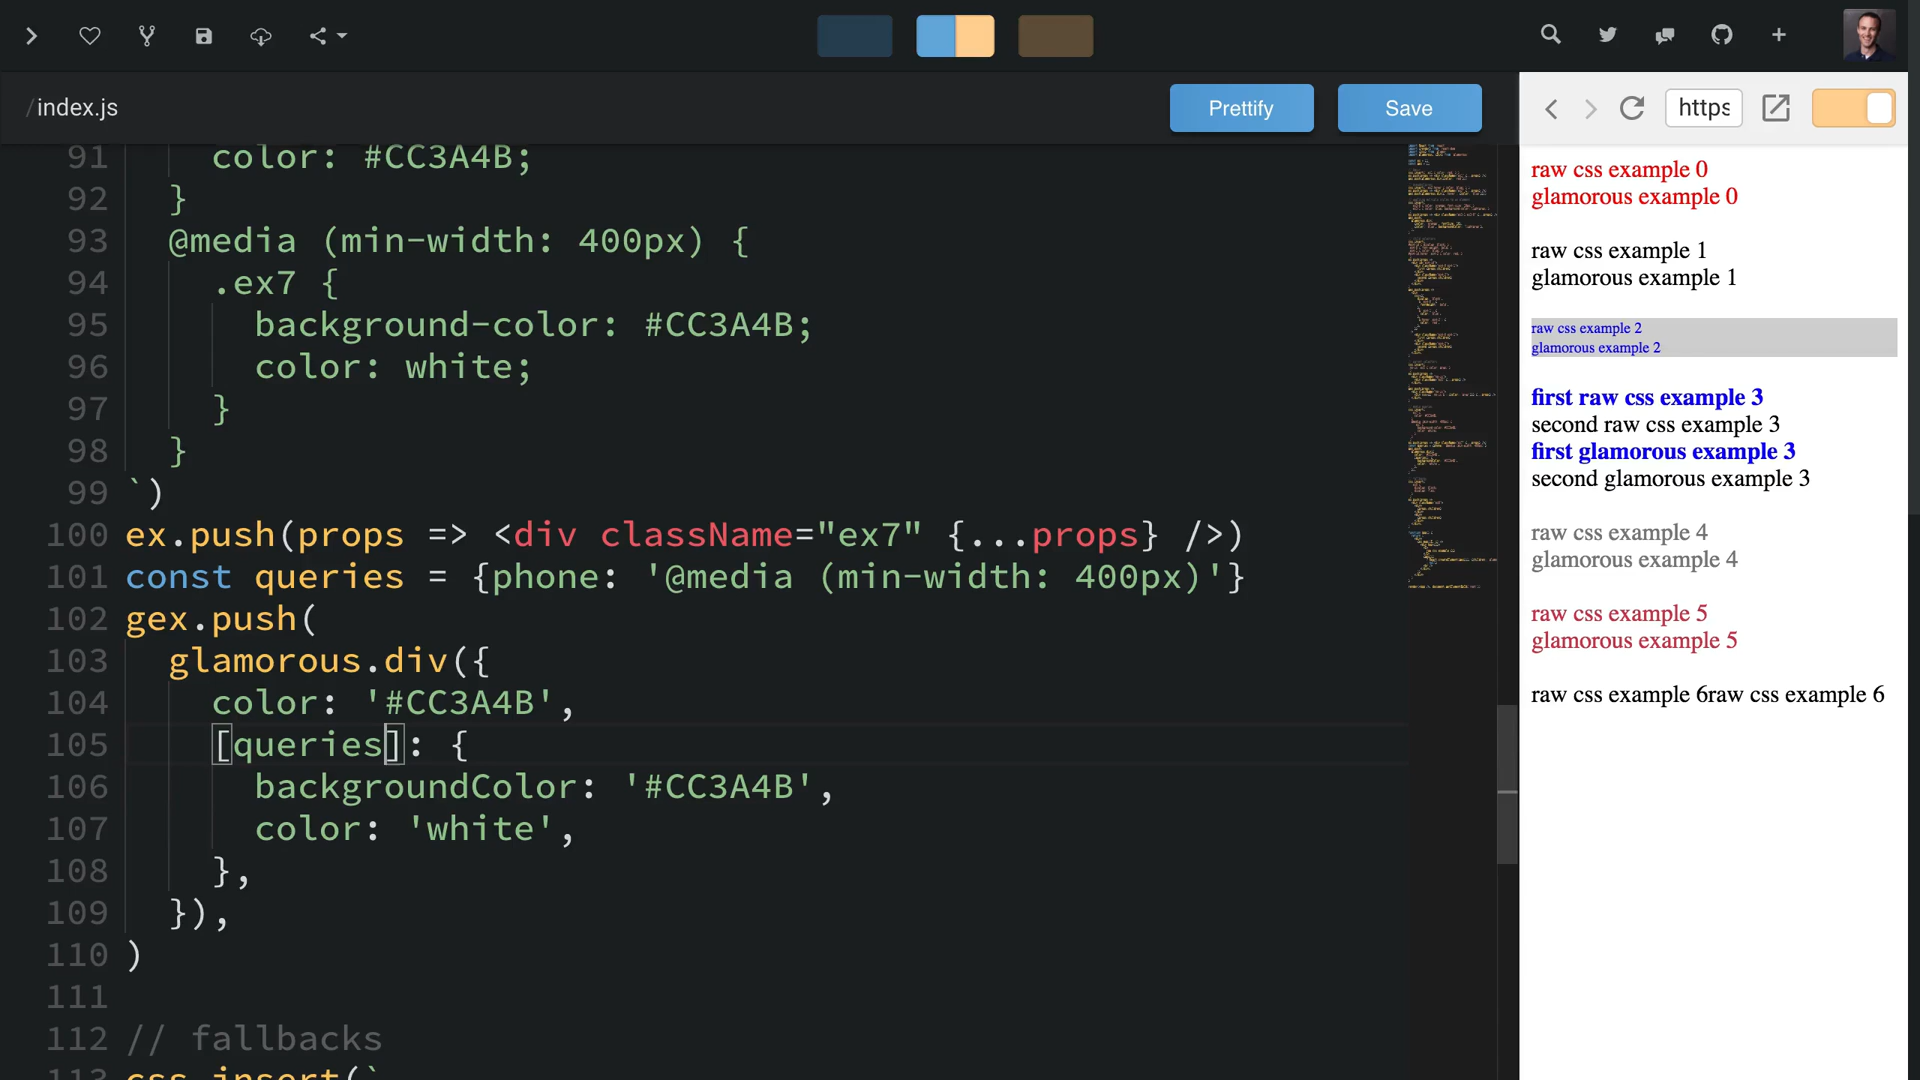 /index.js
Prettify
Save
https
91 color: #CC3A4B;
92 }
93 @media (min-width: 400px) {
94 .ex7 {
95 background-color: #CC3A4B;
96 color: white;
97 }
98 }
99 `)
100 ex.push(props => <div className="ex7" {...props} />)
101 const queries = {phone: '@media (min-width: 400px)'}
102 gex.push(
103 glamorous.div({
104 color: '#CC3A4B',
105 [queries]: {
106 backgroundColor: '#CC3A4B',
107 color: 'white',
108 },
109 }),
110 )
111
112 // fallbacks
113 css.insert(`
raw css example 0
glamorous example 0
raw css example 1
glamorous example 1
raw css example 2
glamorous example 2
first raw css example 3
second raw css example 3
first glamorous example 3
second glamorous example 3
raw css example 4
glamorous example 4
raw css example 5
glamorous example 5
raw css example 6raw css example 6